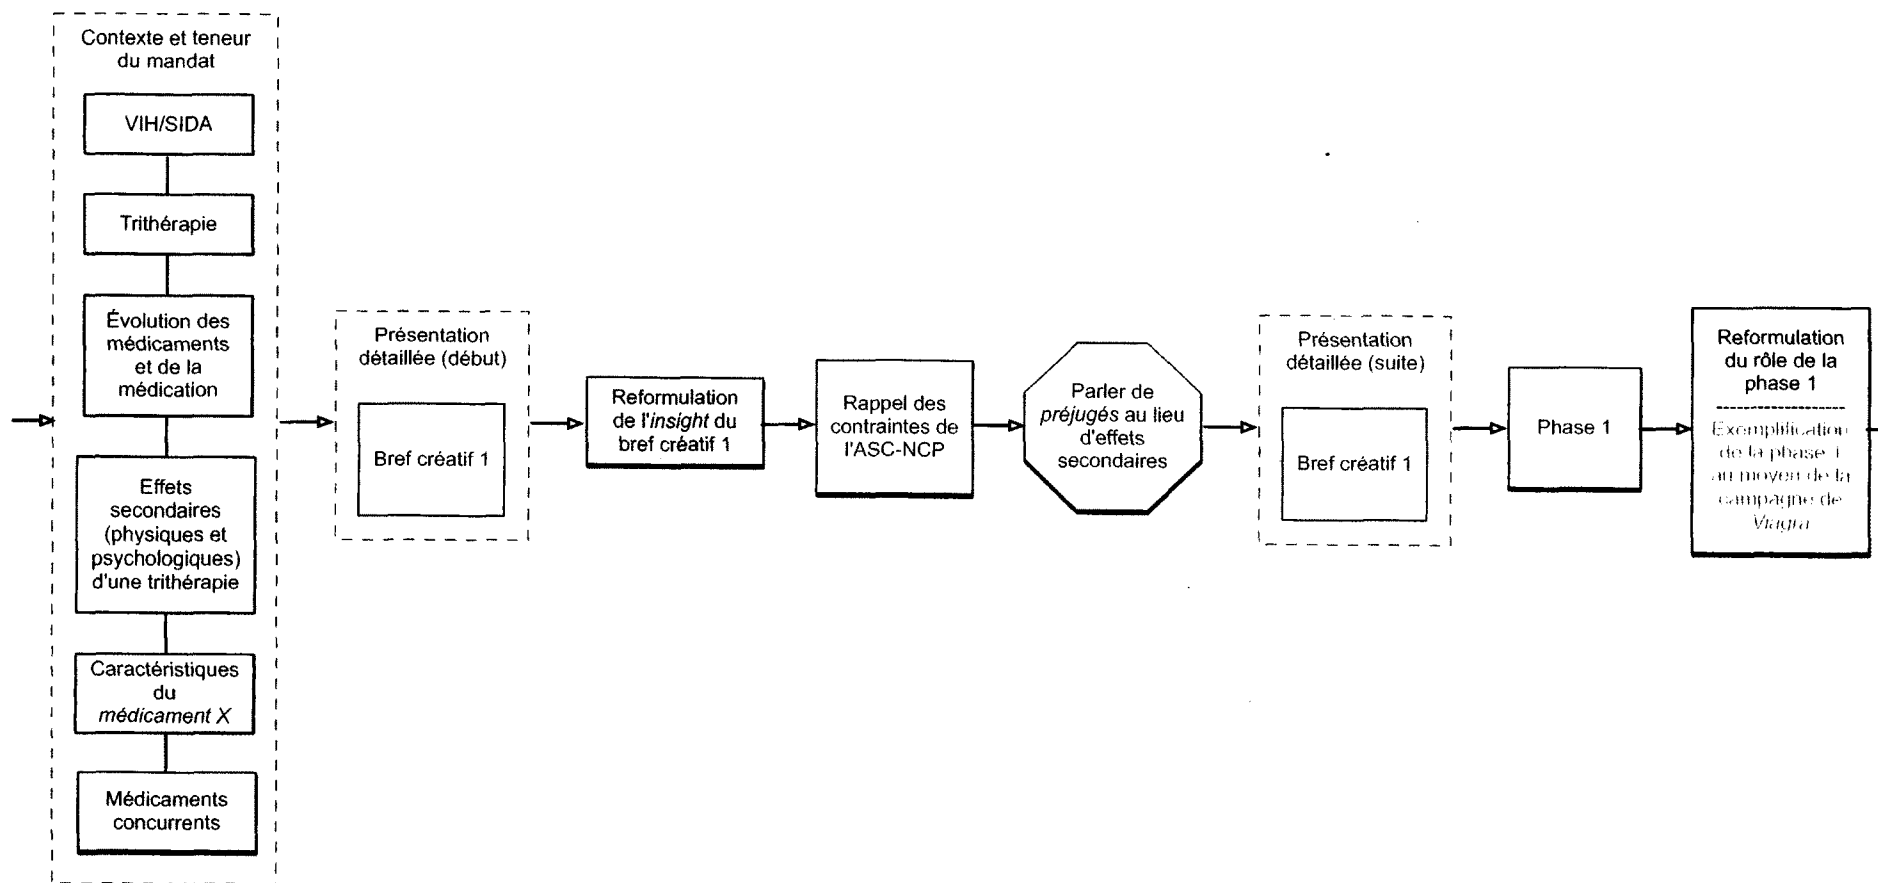 Contexte et teneur
du mandat
VIH/SIDA
Trithérapie
Évolution des
médicaments
et de la
médication
Effets
secondaires
(physiques et
psychologiques)
d'une trithérapie
Caractéristiques
du
médicament X
Médicaments
concurrents
Présentation
détaillée (début)
Bref créatif 1
Reformulation
de l'insight du
bref créatif 1
Rappel des
contraintes de
l'ASC-NCP
Parler de
préjugés au lieu
d'effets
secondaires
Présentation
détaillée (suite)
Bref créatif 1
Phase 1
Reformulation
du rôle de la
phase 1
Exemplification
de la phase 1
au moyen de la
campagne de
Viagra